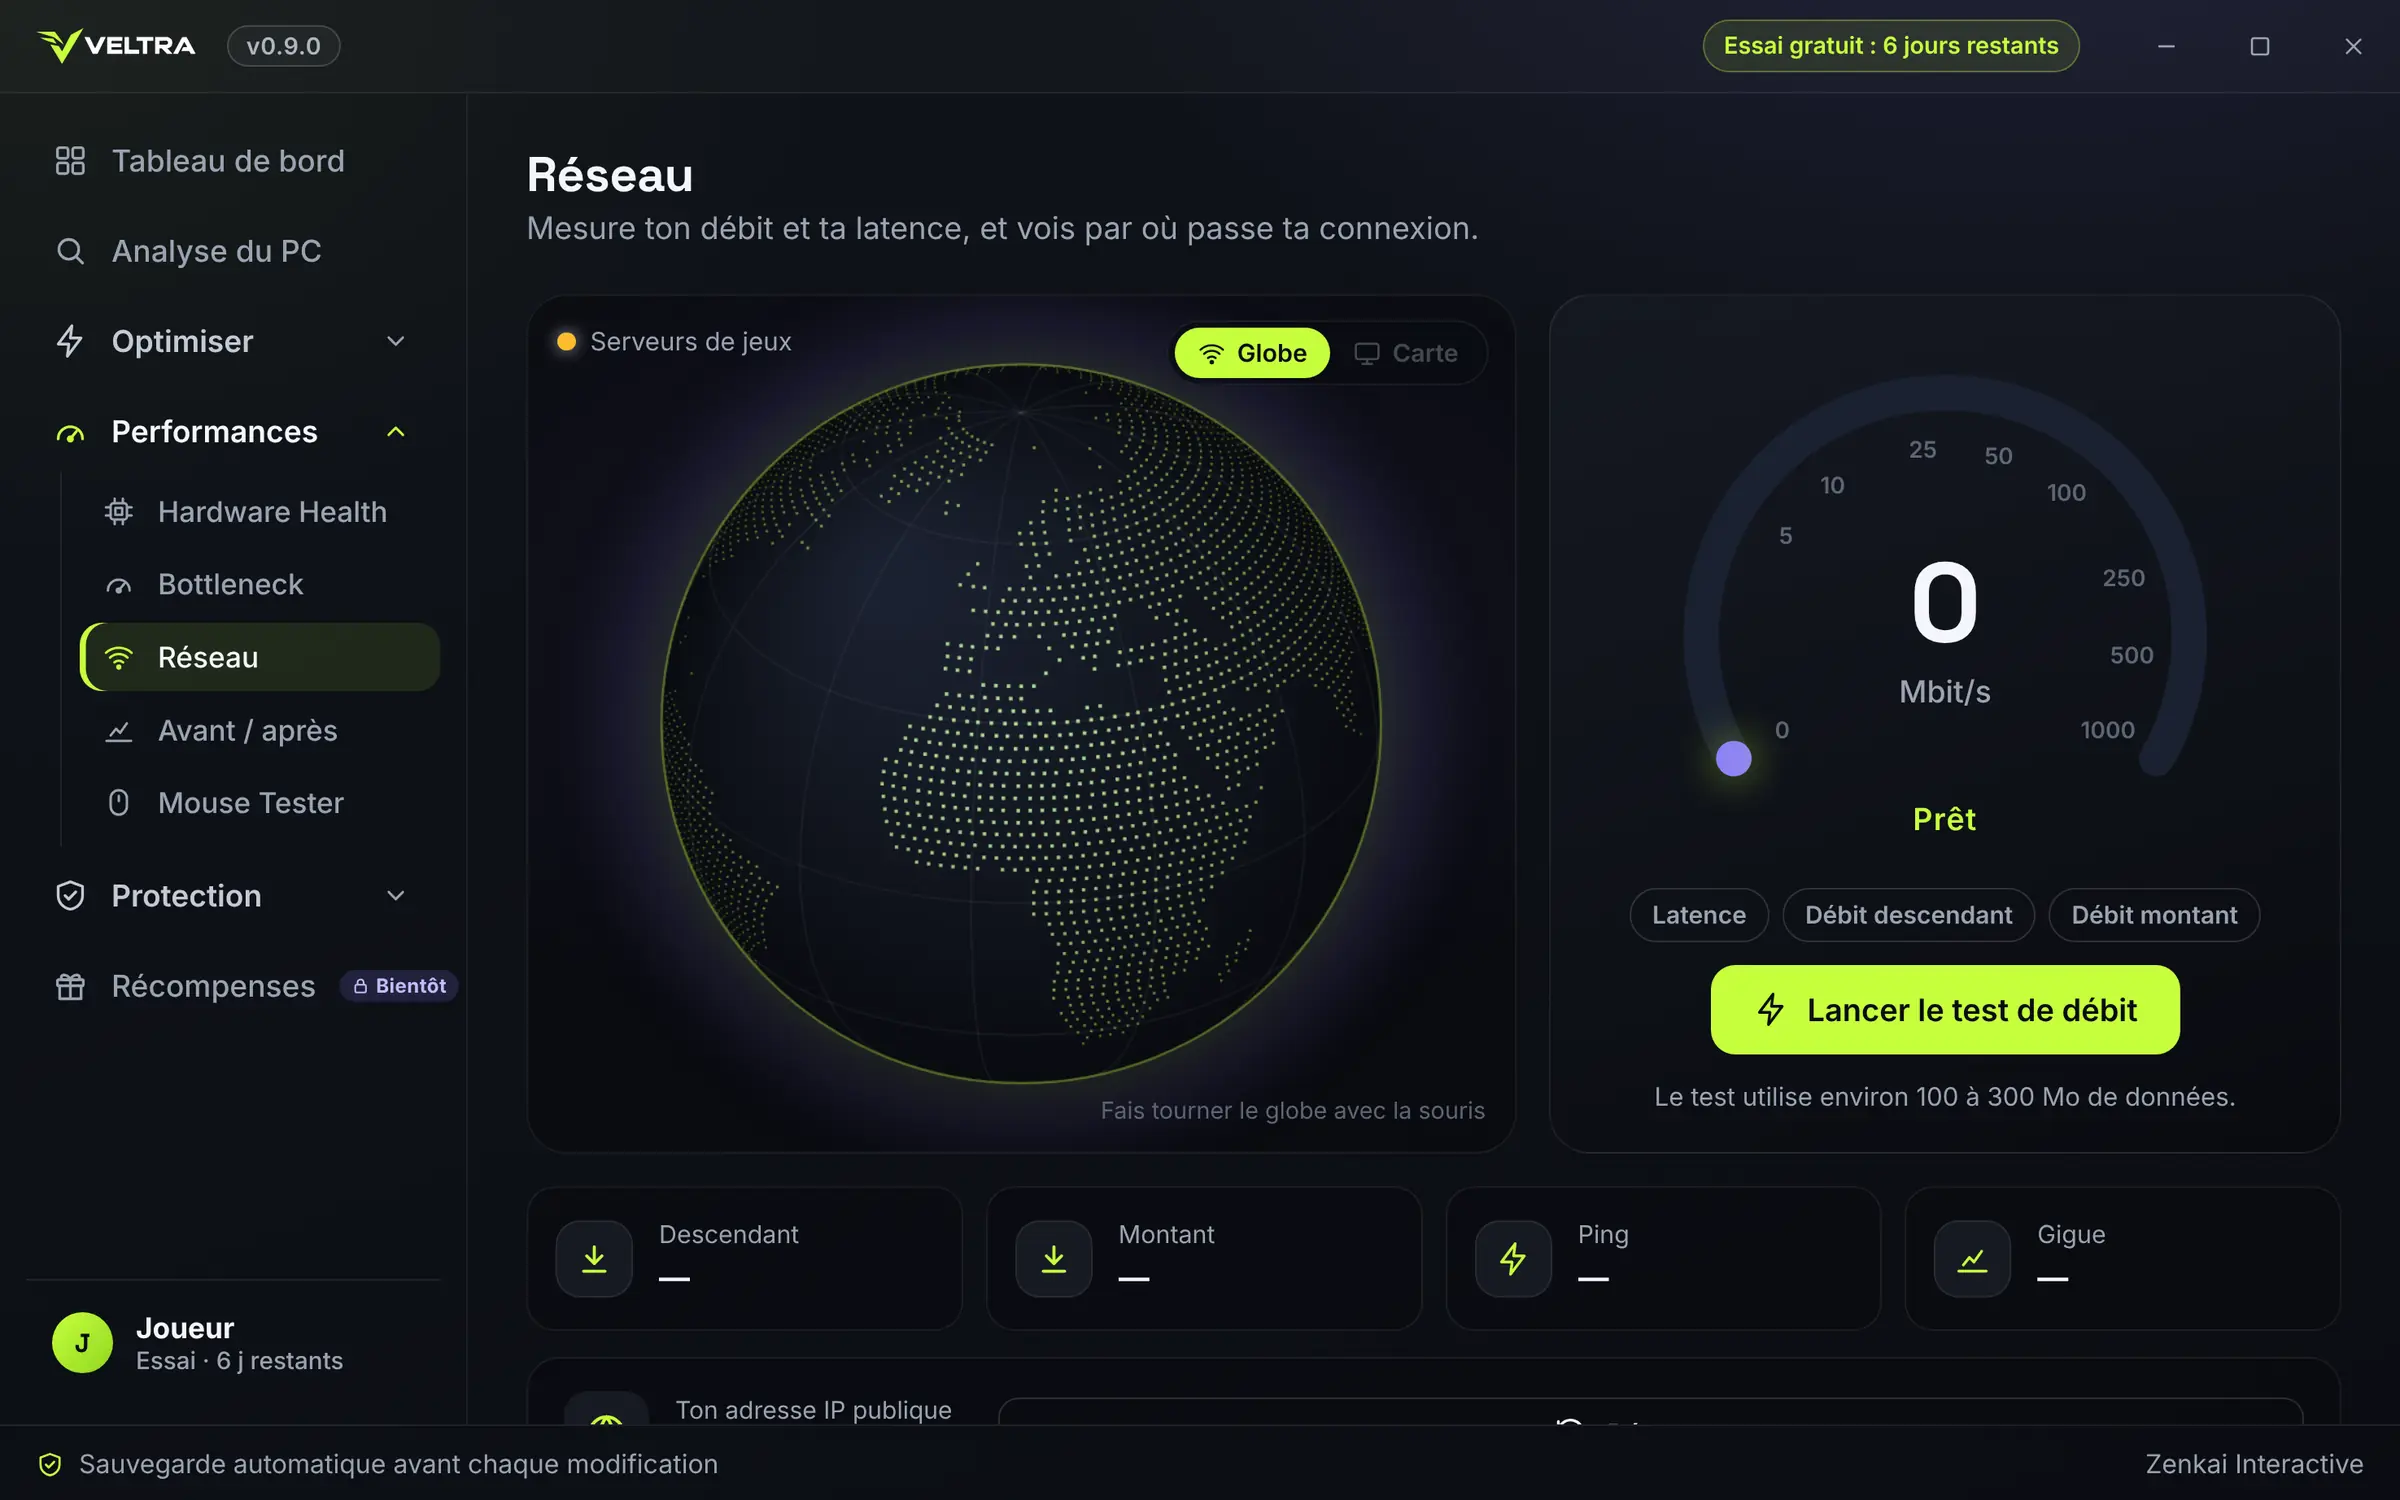 VELTRA
v0.9.0
Essai gratuit : 6 jours restants
Tableau de bord
Analyse du PC
Optimiser
Performances
Hardware Health
Bottleneck
Réseau
Avant / après
Mouse Tester
Protection
Récompenses
Bientôt
J
Joueur
Essai · 6 j restants
Réseau
Mesure ton débit et ta latence, et vois par où passe ta connexion.
Serveurs de jeux
Globe
Carte
Fais tourner le globe avec la souris
0
5
10
25
50
100
250
500
1000
0
Mbit/s
Prêt
Latence
Débit descendant
Débit montant
Lancer le test de débit
Le test utilise environ 100 à 300 Mo de données.
Descendant
—
Montant
—
Ping
—
Gigue
—
Ton adresse IP publique
Sauvegarde automatique avant chaque modification
Zenkai Interactive